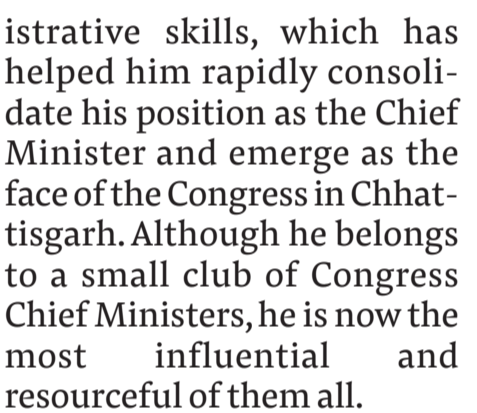 istrative skills, which has
helped him rapidly consoli-
date his position as the Chief
Minister and emerge as the
face of the Congress in Chhat-
tisgarh. Although he belongs
to a small club of Congress
Chief Ministers, he is now the
most influential and
resourceful of them all.